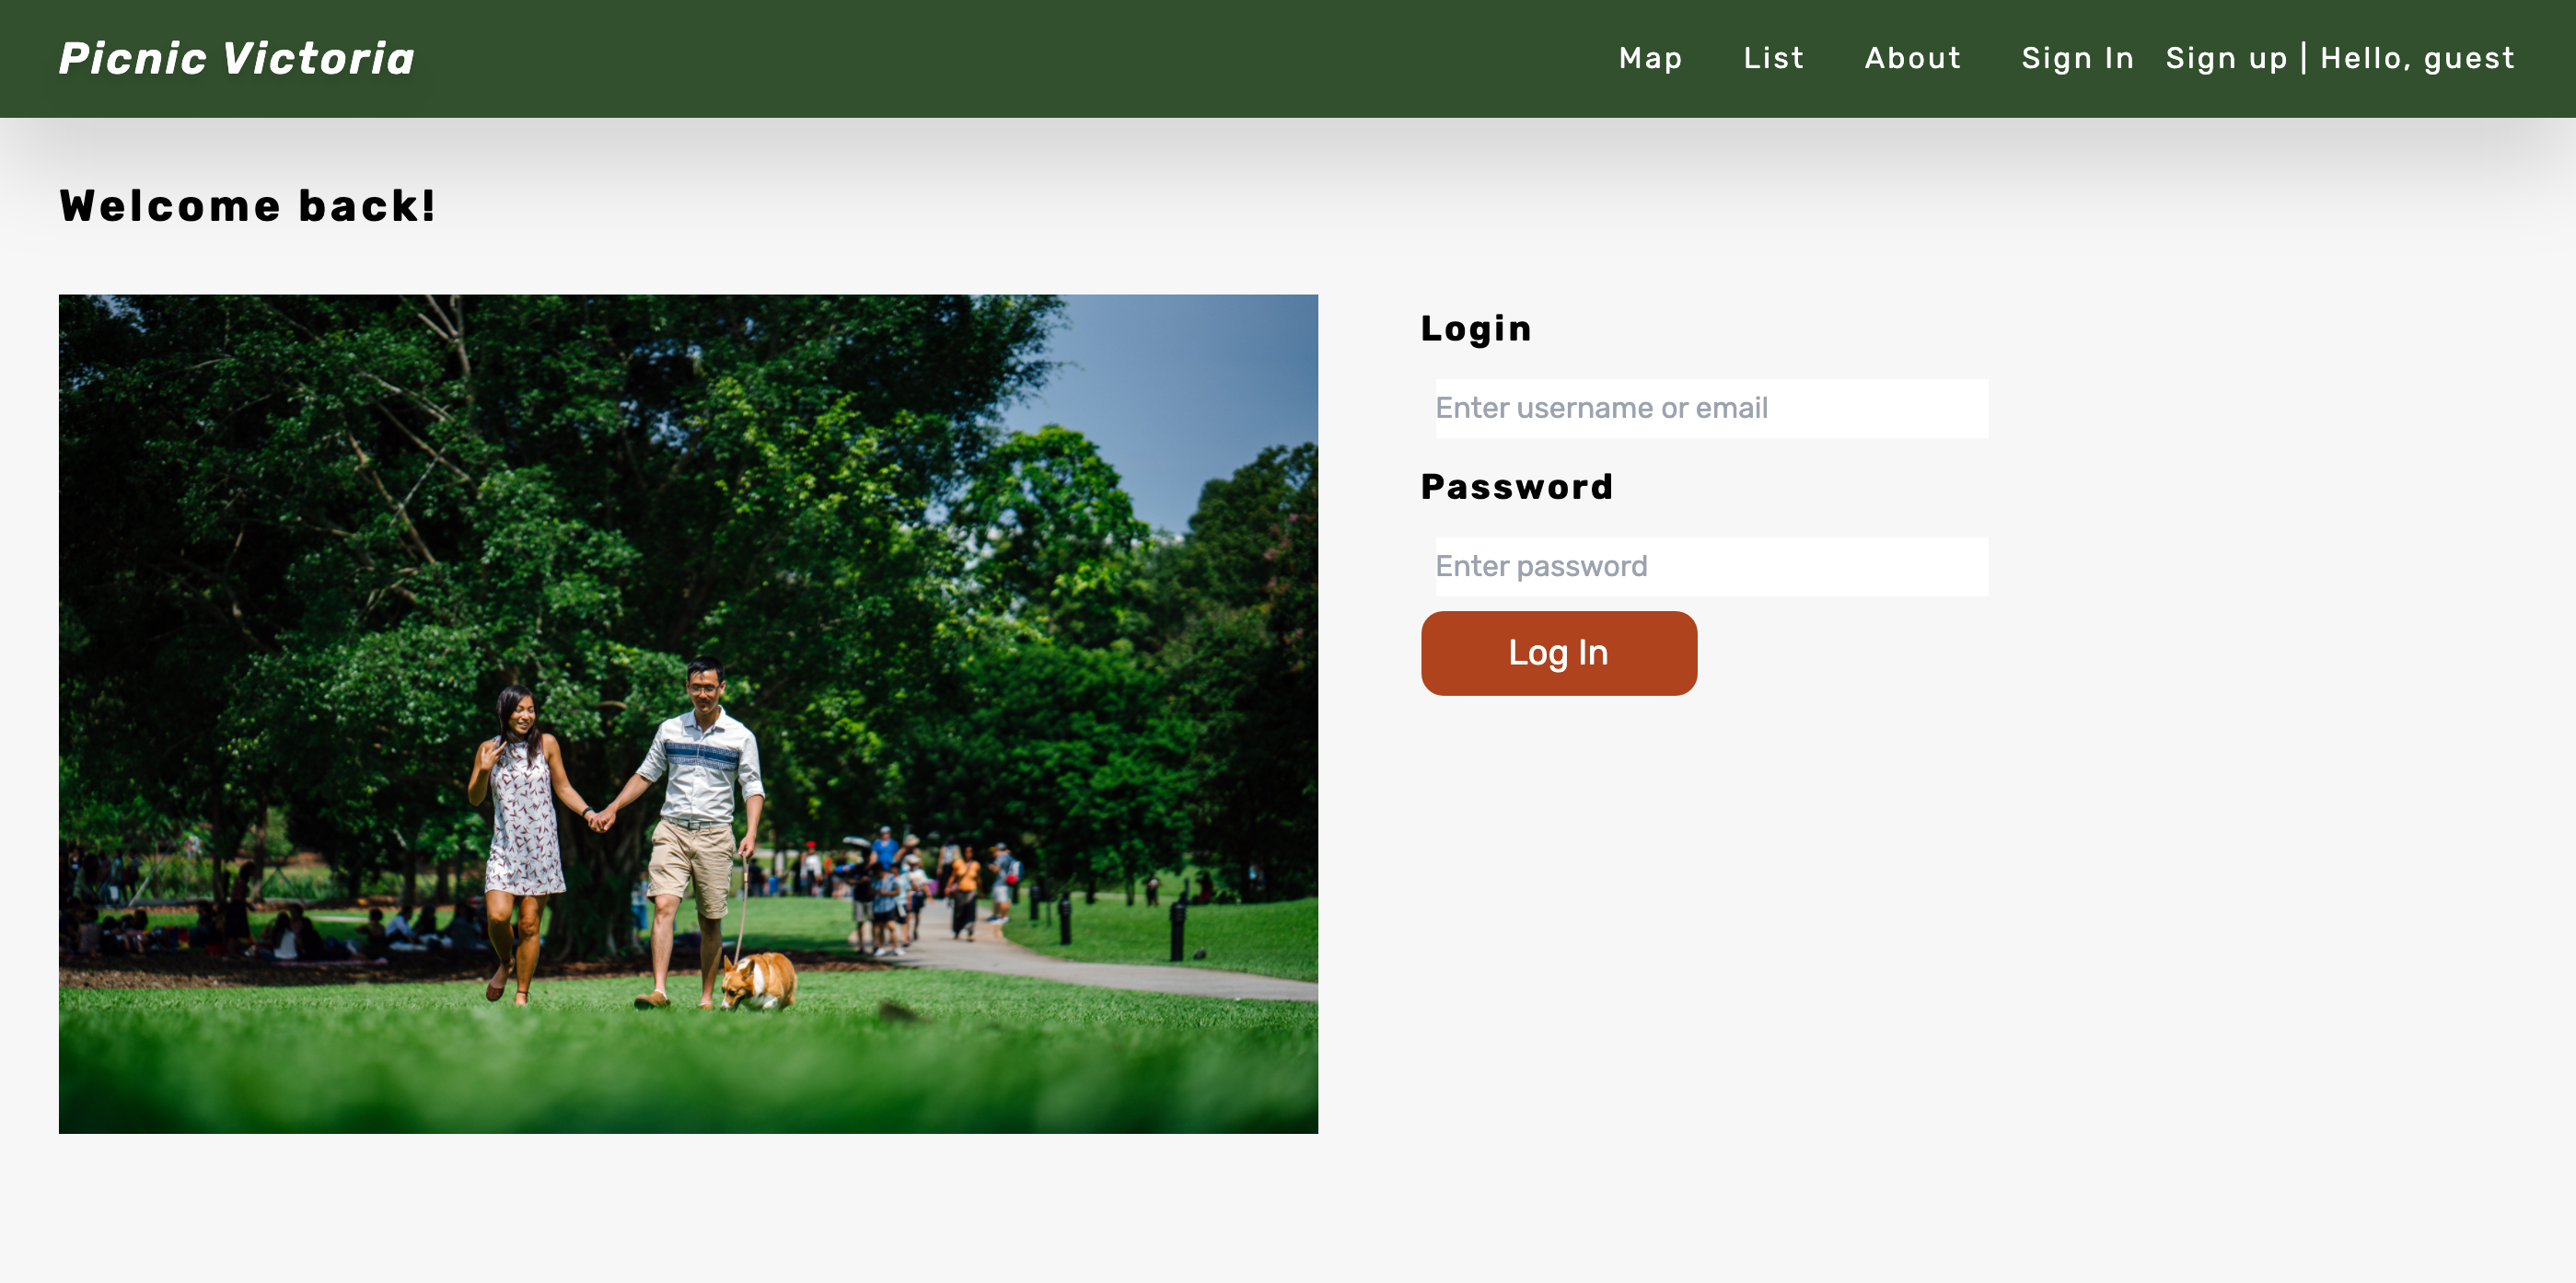 Picnic Victoria
Map List About Sign In Sign up | Hello, guest
Welcome back!
Login
Enter username or email
Password
Enter password
Log In